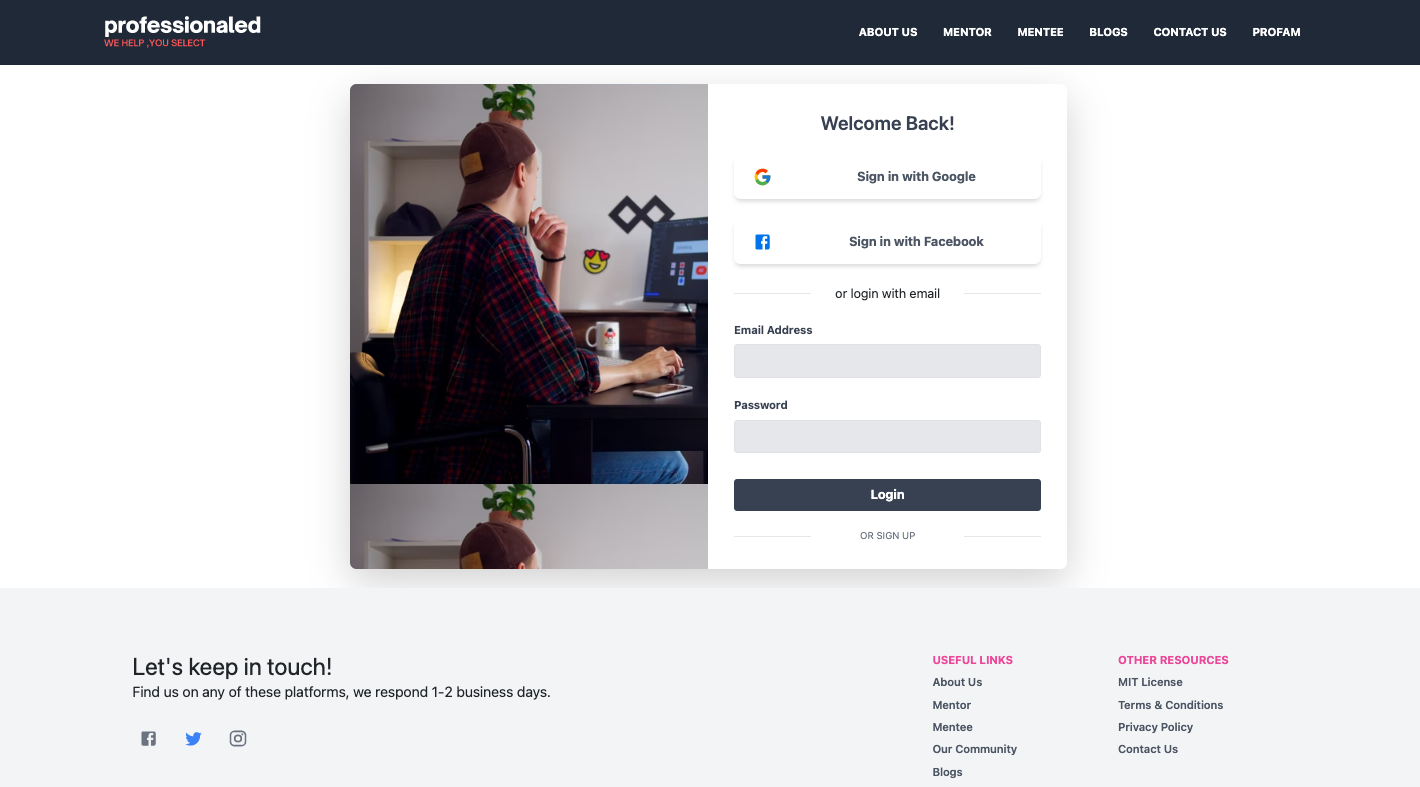 professionaled
WE HELP ,YOU SELECT
ABOUT US
MENTOR
MENTEE
BLOGS
CONTACT US
PROFAM
Welcome Back!
Sign in with Google
Sign in with Facebook
or login with email
Email Address
Password
Login
OR SIGN UP
Let's keep in touch!
Find us on any of these platforms, we respond 1-2 business days.
USEFUL LINKS
About Us
Mentor
Mentee
Our Community
Blogs
OTHER RESOURCES
MIT License
Terms & Conditions
Privacy Policy
Contact Us